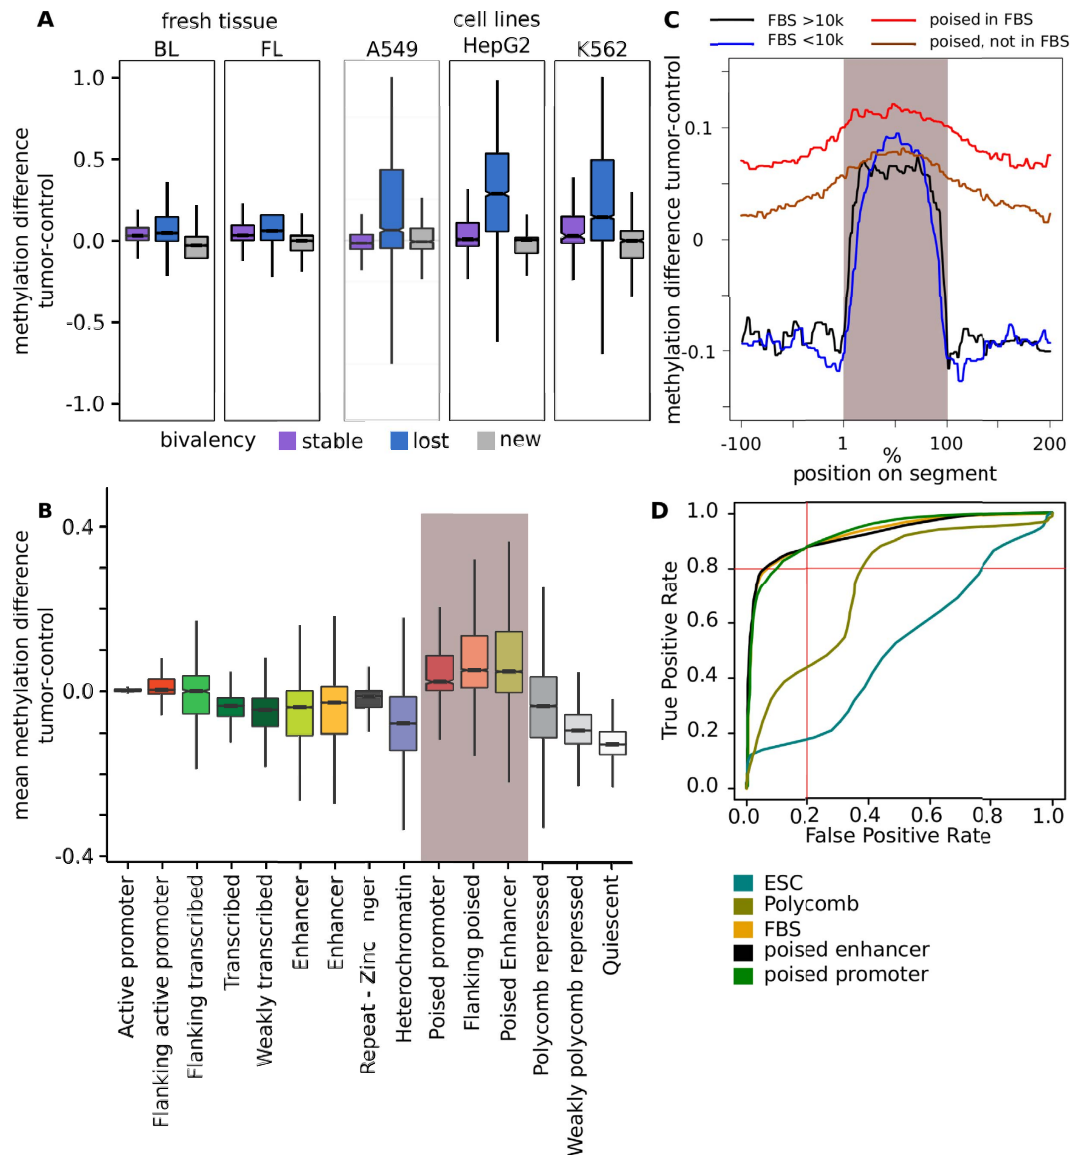 A
fresh tissue
cell lines
BL
FL
A549
HepG2
K562
methylation difference
tumor-control
1.0
0.5
0.0
-0.5
-1.0
bivalency
stable
lost
new
B
mean methylation difference
tumor-control
0.4
0.0
-0.4
Active promoter
Flanking active promoter
Flanking transcribed
Transcribed
Weakly transcribed
Enhancer
Enhancer
Repeat - Zinc nger
Heterochromatin
Poised promoter
Flanking poised
Poised Enhancer
Polycomb repressed
Weakly polycomb repressed
Quiescent
C
FBS >10k
FBS <10k
poised in FBS
poised, not in FBS
methylation difference tumor-control
0.1
0
-0.1
-100
1
100
200
%
position on segment
D
True Positive Rate
1.0
0.8
0.6
0.4
0.2
0.0
0.0
0.2
0.4
0.6
0.8
1.0
False Positive Rate
ESC
Polycomb
FBS
poised enhancer
poised promoter